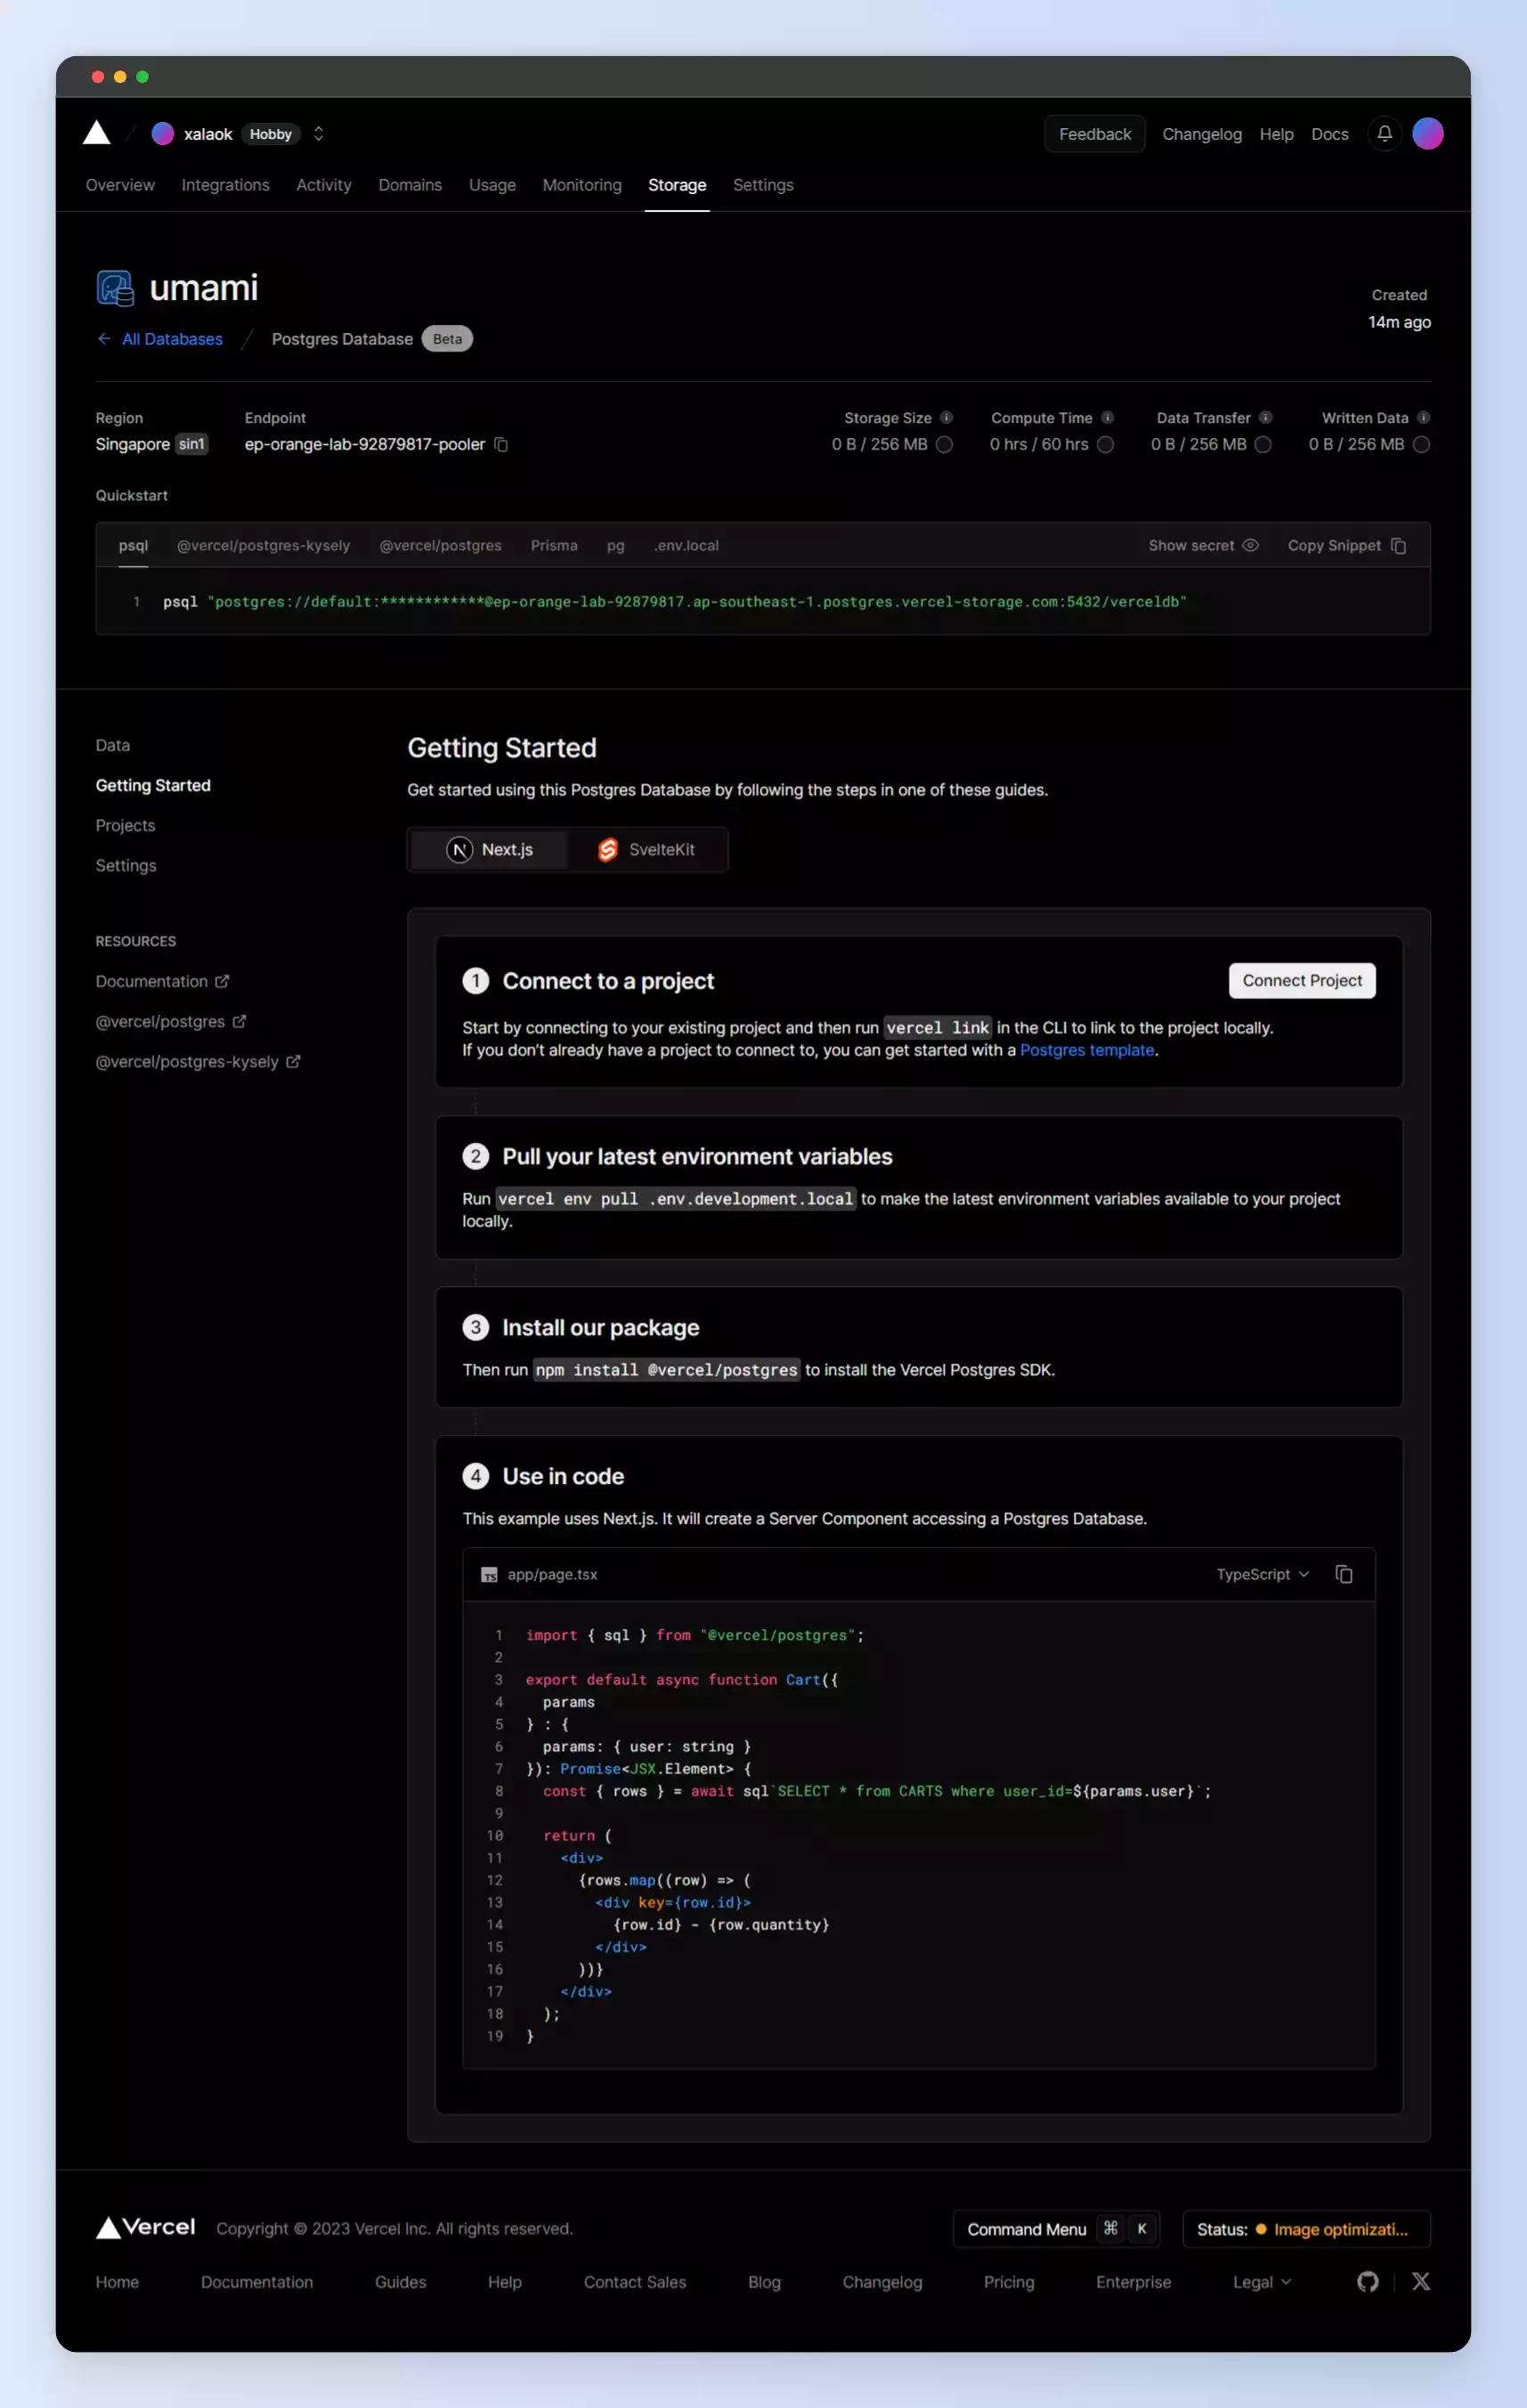 xalaok Hobby
Feedback Changelog Help Docs
Overview Integrations Activity Domains Usage Monitoring Storage Settings
umami
Created
14m ago
← All Databases / Postgres Database Beta
Region
Singapore sin1
Endpoint
ep-orange-lab-92879817-pooler
Storage Size
0 B / 256 MB
Compute Time
0 hrs / 60 hrs
Data Transfer
0 B / 256 MB
Written Data
0 B / 256 MB
Quickstart
psql @vercel/postgres-kysely @vercel/postgres Prisma pg .env.local Show secret Copy Snippet
1 psql "postgres://default:************@ep-orange-lab-92879817.ap-southeast-1.postgres.vercel-storage.com:5432/verceldb"
Data
Getting Started
Projects
Settings
RESOURCES
Documentation
@vercel/postgres
@vercel/postgres-kysely
Getting Started
Get started using this Postgres Database by following the steps in one of these guides.
N Next.js SvelteKit
1 Connect to a project
Connect Project
Start by connecting to your existing project and then run vercel link in the CLI to link to the project locally.
If you don't already have a project to connect to, you can get started with a Postgres template.
2 Pull your latest environment variables
Run vercel env pull .env.development.local to make the latest environment variables available to your project
locally.
3 Install our package
Then run npm install @vercel/postgres to install the Vercel Postgres SDK.
4 Use in code
This example uses Next.js. It will create a Server Component accessing a Postgres Database.
TS app/page.tsx TypeScript
1 import { sql } from "@vercel/postgres";
2
3 export default async function Cart({
4   params
5 } : {
6   params: { user: string }
7 }): Promise<JSX.Element> {
8   const { rows } = await sql`SELECT * from CARTS where user_id=${params.user}`;
9
10   return (
11     <div>
12       {rows.map((row) => (
13         <div key={row.id}>
14           {row.id} - {row.quantity}
15         </div>
16       ))}
17     </div>
18   );
19 }
Vercel Copyright © 2023 Vercel Inc. All rights reserved.
Command Menu ⌘ K
Status: Image optimizati...
Home Documentation Guides Help Contact Sales Blog Changelog Pricing Enterprise Legal